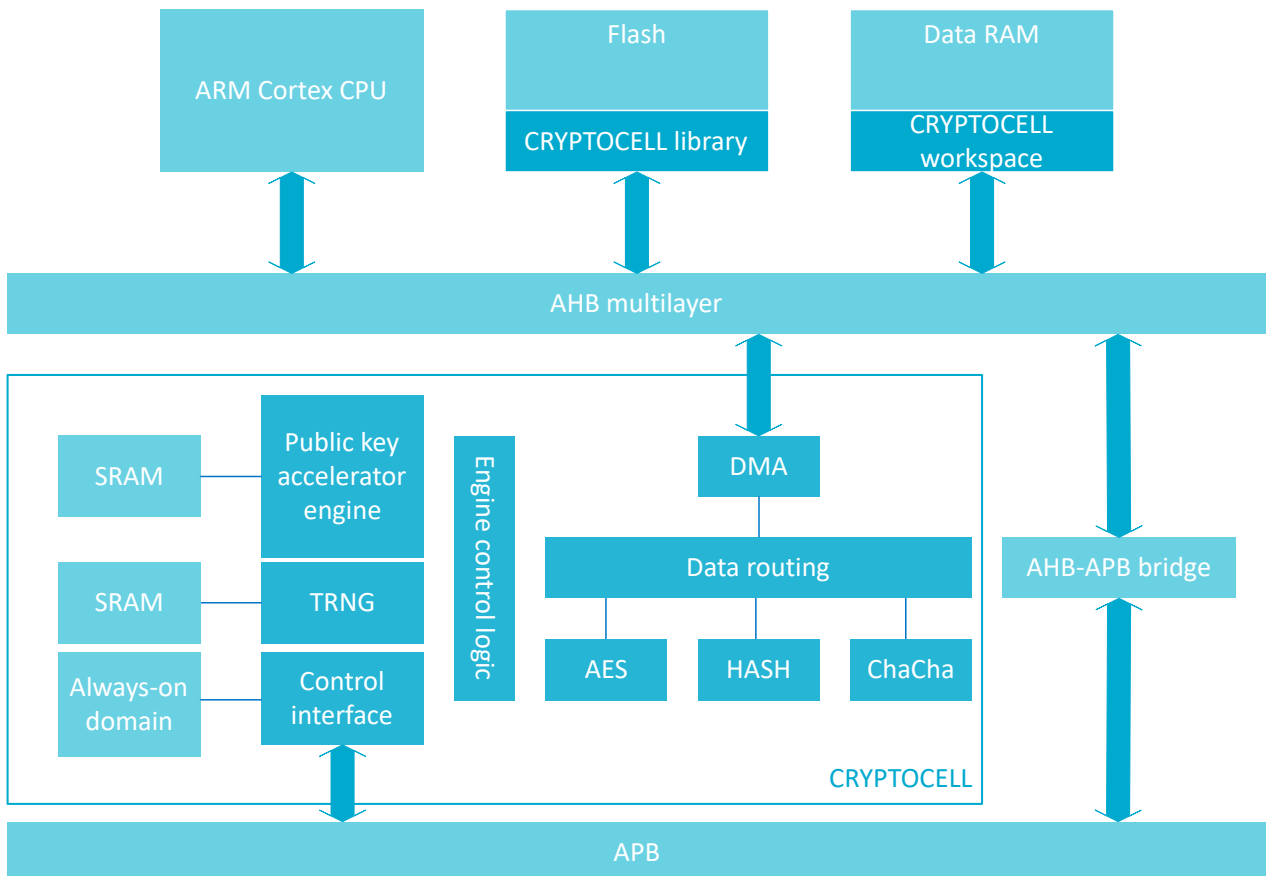 ARM Cortex CPU
Flash
CRYPTOCELL library
Data RAM
CRYPTOCELL
workspace
AHB multilayer
SRAM
Public key
accelerator
engine
SRAM
TRNG
Always-on
domain
Control
interface
Engine control logic
DMA
Data routing
AES
HASH
ChaCha
CRYPTOCELL
AHB-APB bridge
APB